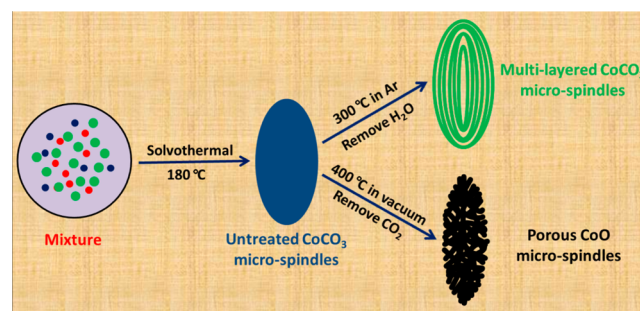 Mixture
Solvothermal
180 ℃
Untreated CoCO₃
micro-spindles
300 ℃ in Ar
Remove H₂O
Multi-layered CoCO
micro-spindles
400 ℃ in vacuum
Remove CO₂
Porous CoO
micro-spindles